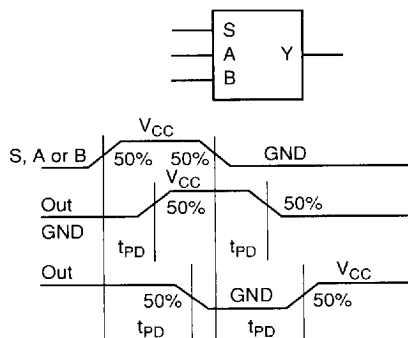 S
A Y
B
V_CC
S, A or B 50% 50% GND
V_CC
Out 50% 50%
GND
t_PD t_PD
Out V_CC
50% GND 50%
t_PD t_PD